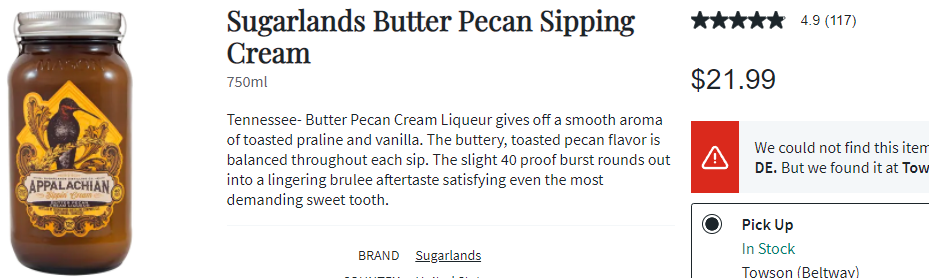 Sugarlands Butter Pecan Sipping
Cream
750ml
Tennessee- Butter Pecan Cream Liqueur gives off a smooth aroma
of toasted praline and vanilla. The buttery, toasted pecan flavor is
balanced throughout each sip. The slight 40 proof burst rounds out
into a lingering brulee aftertaste satisfying even the most
demanding sweet tooth.
BRAND Sugarlands
4.9 (117)
$21.99
We could not find this item
DE. But we found it at Tow
Pick Up
In Stock
Towson (Beltway)
MASON
APPALACHIAN
Sippin' Cream